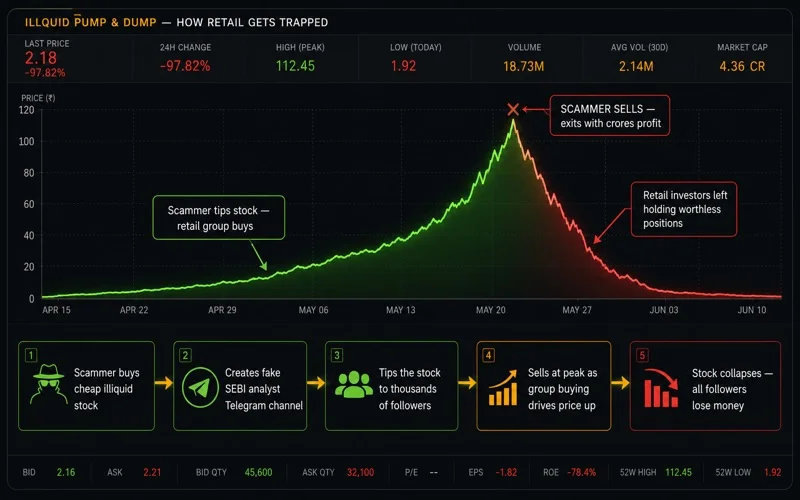 ILLQUID PUMP & DUMP — HOW RETAIL GETS TRAPPED
LAST PRICE
2.18
-97.82%
24H CHANGE
-97.82%
HIGH (PEAK)
112.45
LOW (TODAY)
1.92
VOLUME
18.73M
AVG VOL (30D)
2.14M
MARKET CAP
4.36 CR
PRICE (₹)
120
100
80
60
40
20
0
SCAMMER SELLS —
exits with crores profit
Scammer tips stock —
retail group buys
Retail investors left
holding worthless
positions
APR 15
APR 22
APR 29
MAY 06
MAY 13
MAY 20
MAY 27
JUN 03
JUN 10
1
Scammer buys
cheap illiquid
stock
2
Creates fake
SEBI analyst
Telegram channel
3
Tips the stock
to thousands
of followers
4
Sells at peak as
group buying
drives price up
5
Stock collapses —
all followers
lose money
BID 2.16
ASK 2.21
BID QTY 45,600
ASK QTY 32,100
P/E --
EPS -1.82
ROE -78.4%
52W HIGH 112.45
52W LOW 1.92